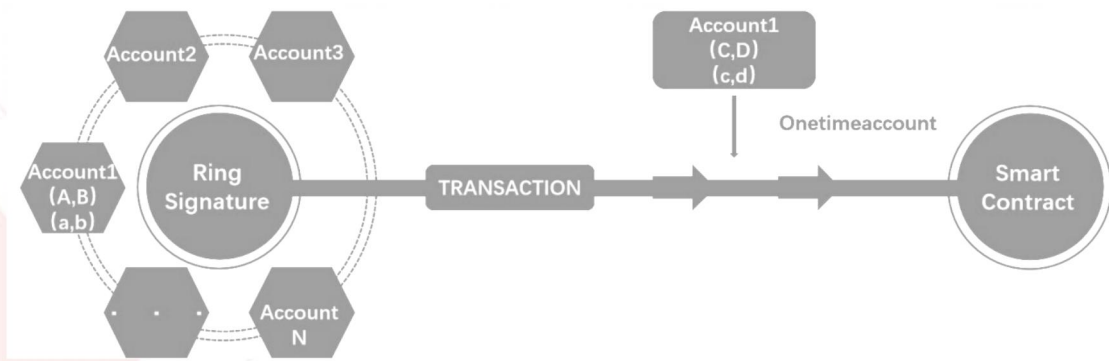 Account2
Account3
Account1
(A,B)
(a,b)
Ring
Signature
. . .
Account
N
TRANSACTION
Account1
(C,D)
(c,d)
Onetimeaccount
Smart
Contract